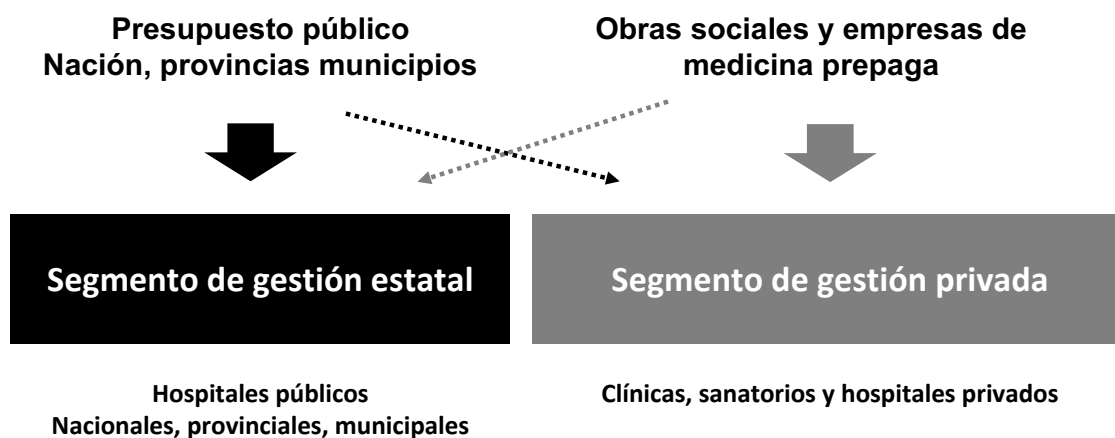 Presupuesto público
Nación, provincias municipios
Obras sociales y empresas de
medicina prepaga
Segmento de gestión estatal
Segmento de gestión privada
Hospitales públicos
Nacionales, provinciales, municipales
Clínicas, sanatorios y hospitales privados